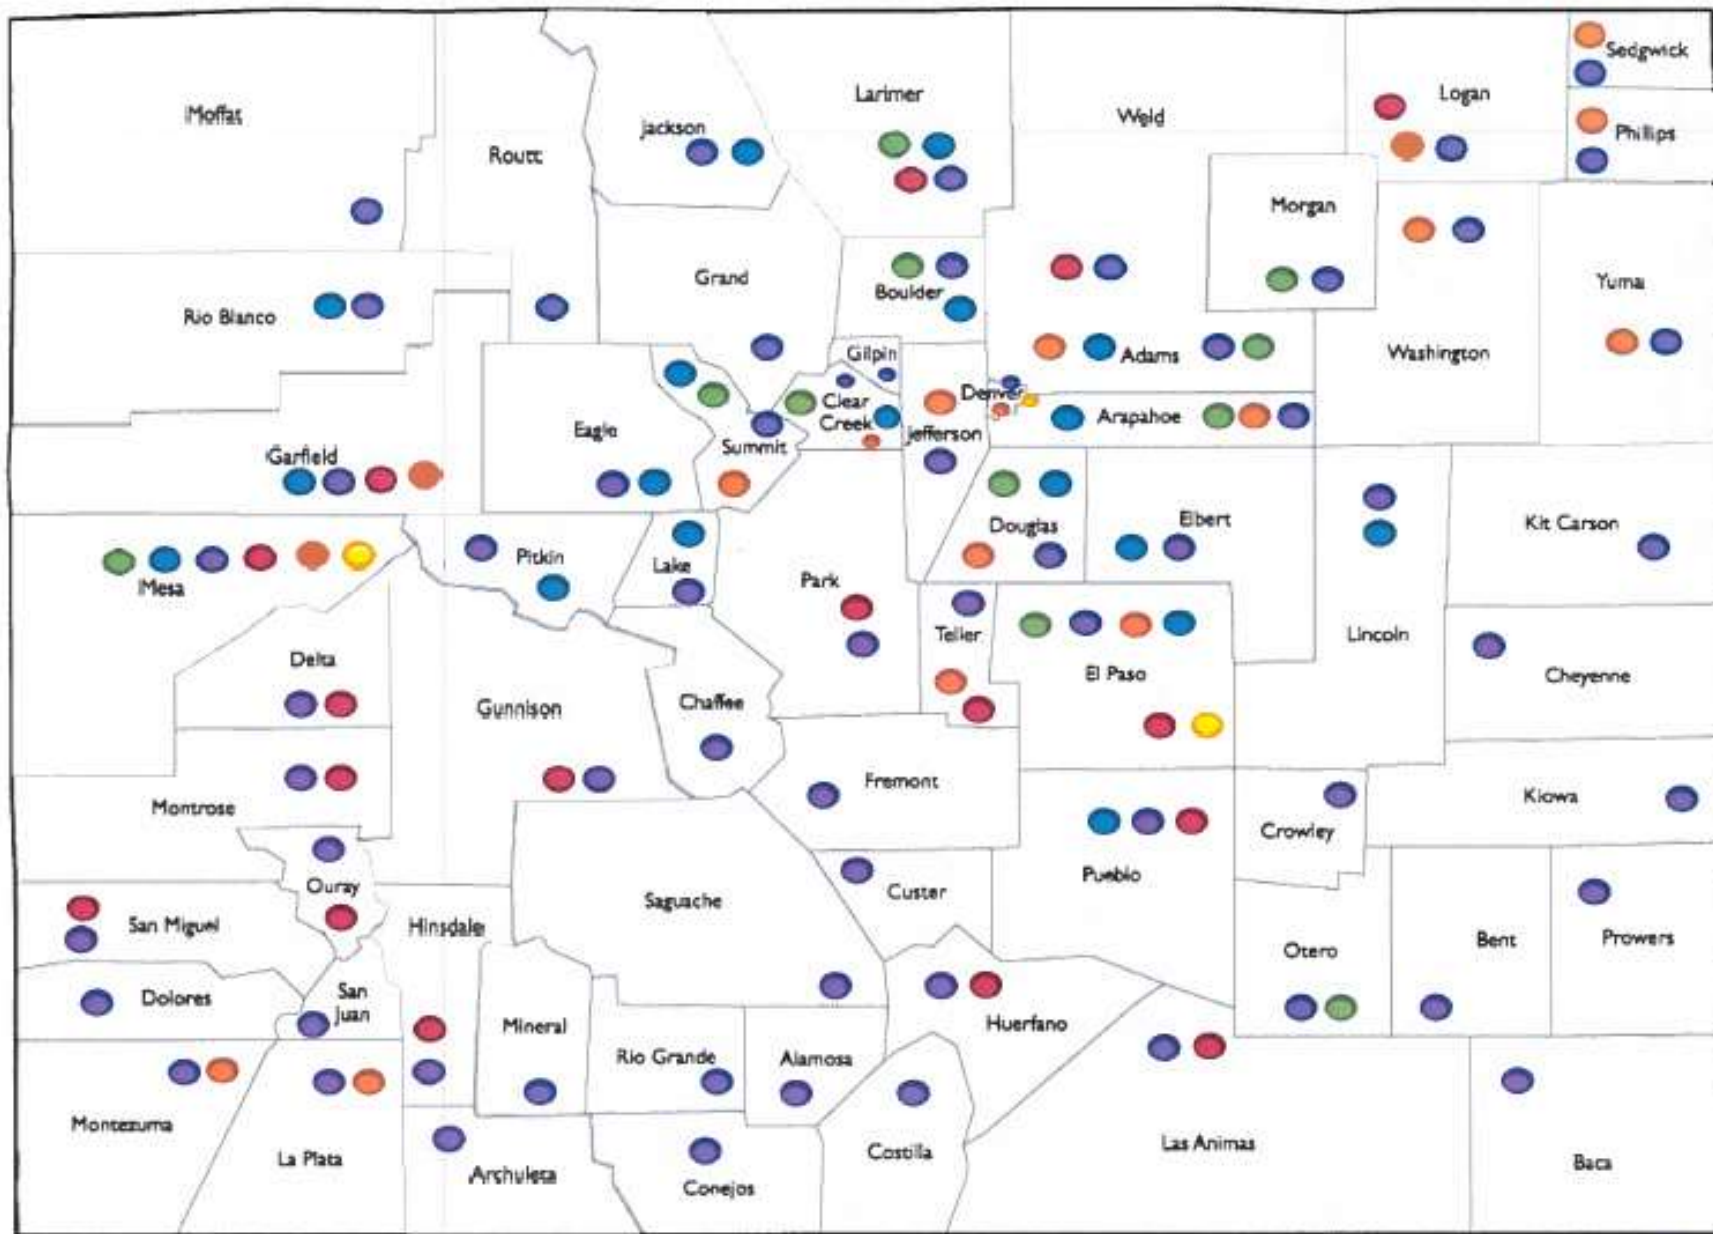 Sedgwick
Moffat
Larimer
Logan
Weld
Jackson
Phillips
Routt
Morgan
Grand
Yuma
Boulder
Rio Blanco
Gilpin
Adams
Washington
Denver
Clear
Creek
Arapahoe
Eagle
Jefferson
Summit
Garfield
Elbert
Kit Carson
Douglas
Pitkin
Lake
Park
Mesa
Teller
Lincoln
Delta
El Paso
Cheyenne
Chaffee
Gunnison
Fremont
Kiowa
Montrose
Crowley
Pueblo
Ouray
Custer
Saguache
San Miguel
Hinsdale
Bent
Prowers
Otero
Dolores
San
Juan
Mineral
Huerfano
Rio Grande
Alamosa
Montezuma
Las Animas
Costilla
La Plata
Baca
Archuleta
Conejos